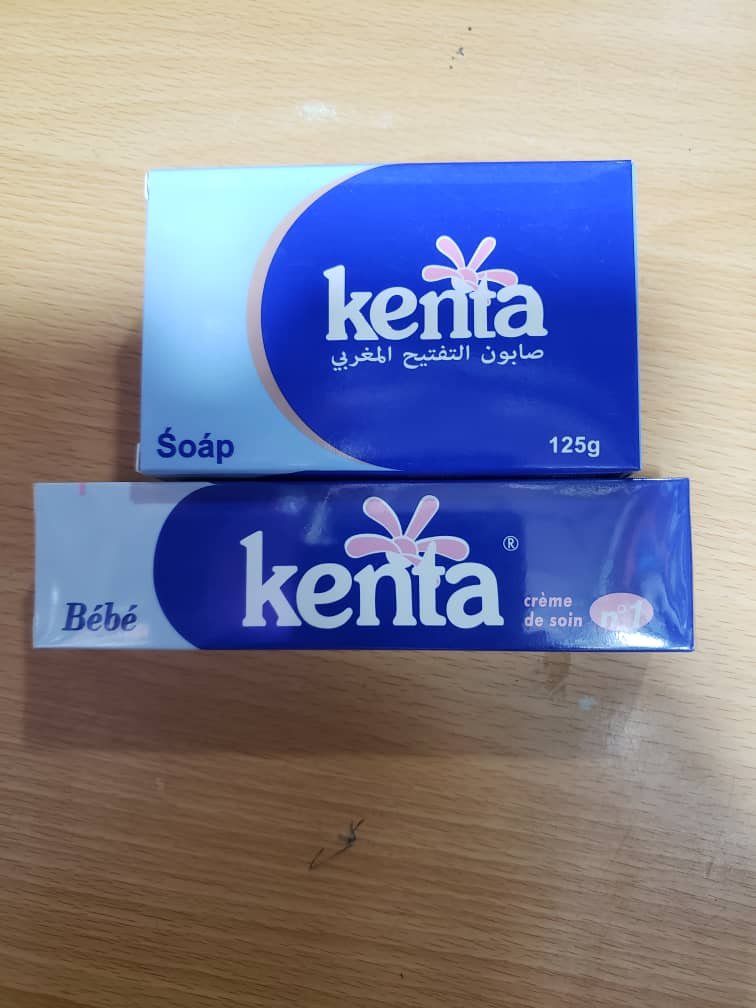 kenta
صابون التفتيح المغربي
Śoáp
125g
kenta®
Bébé
crème
de soin
n°1